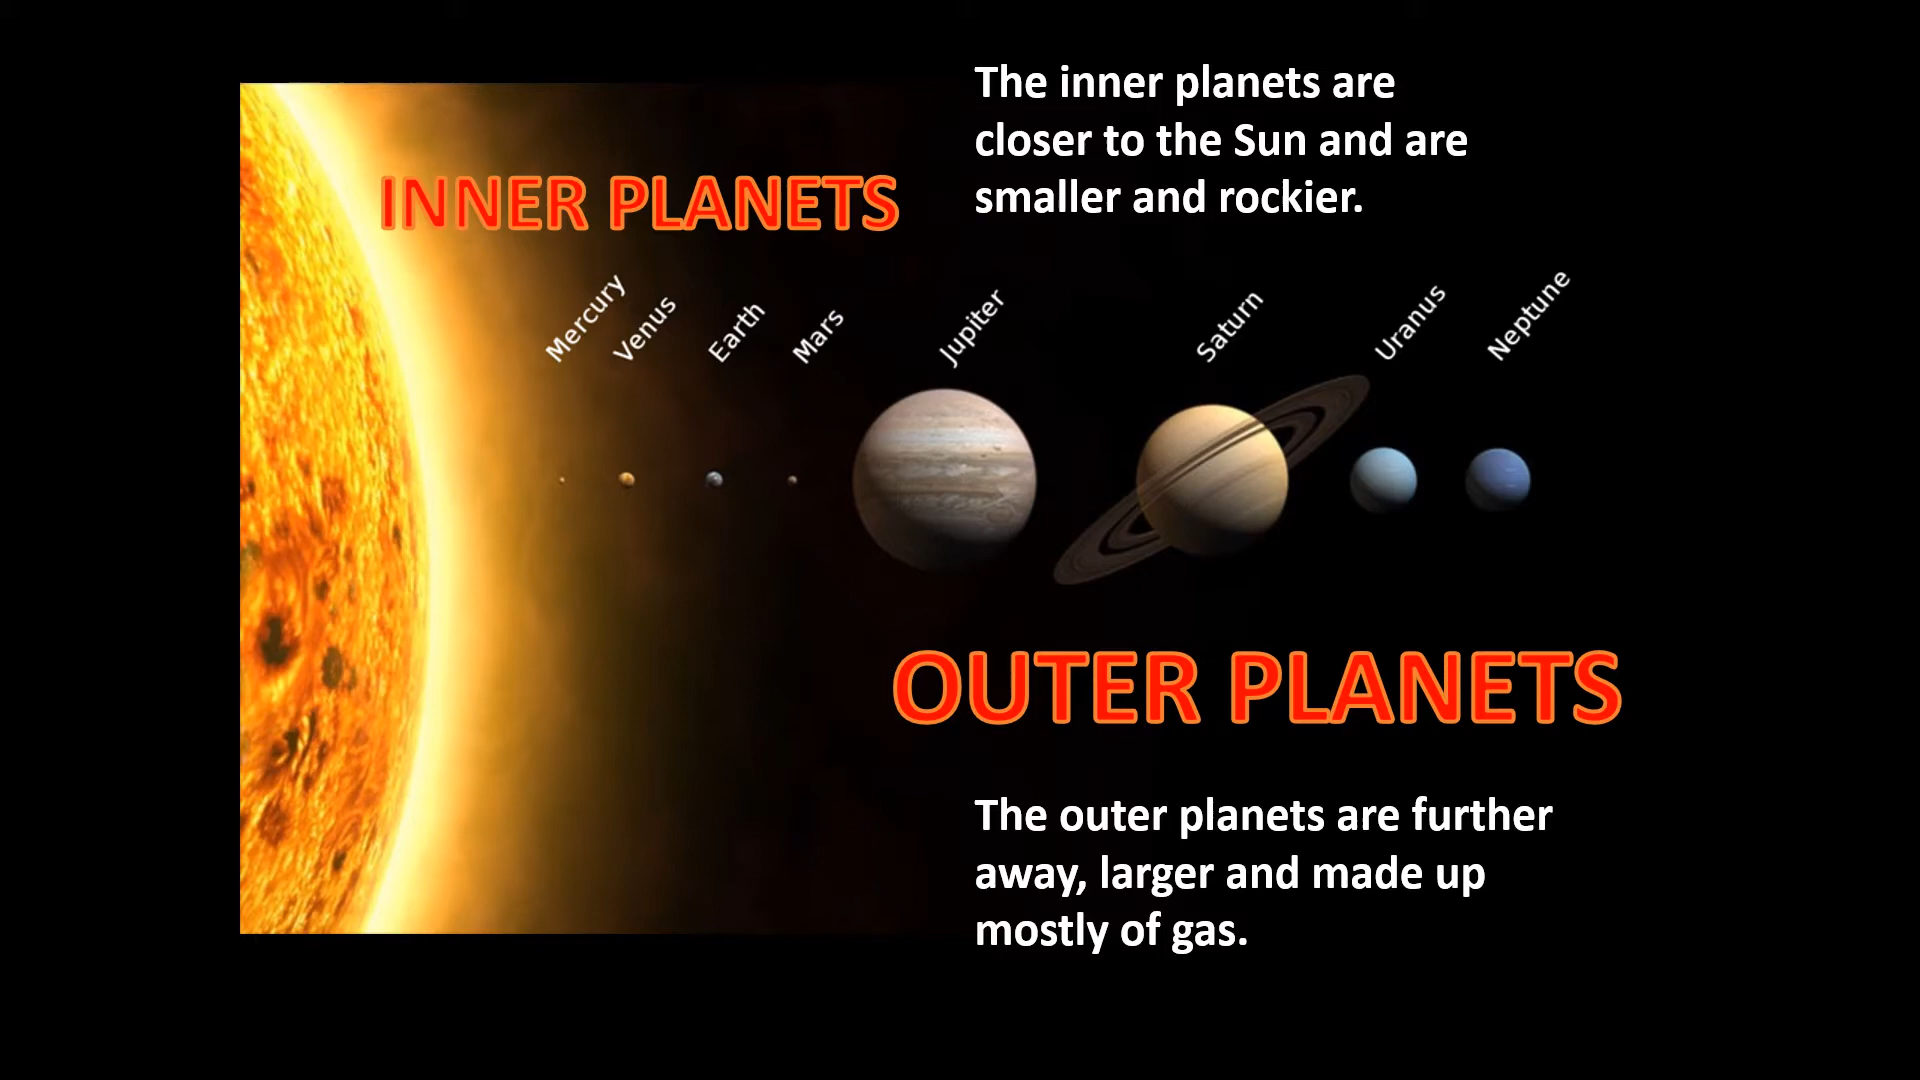 The inner planets are
closer to the Sun and are
smaller and rockier.
INNER PLANETS
Mercury
Venus
Earth
Mars
Jupiter
Saturn
Uranus
Neptune
OUTER PLANETS
The outer planets are further
away, larger and made up
mostly of gas.